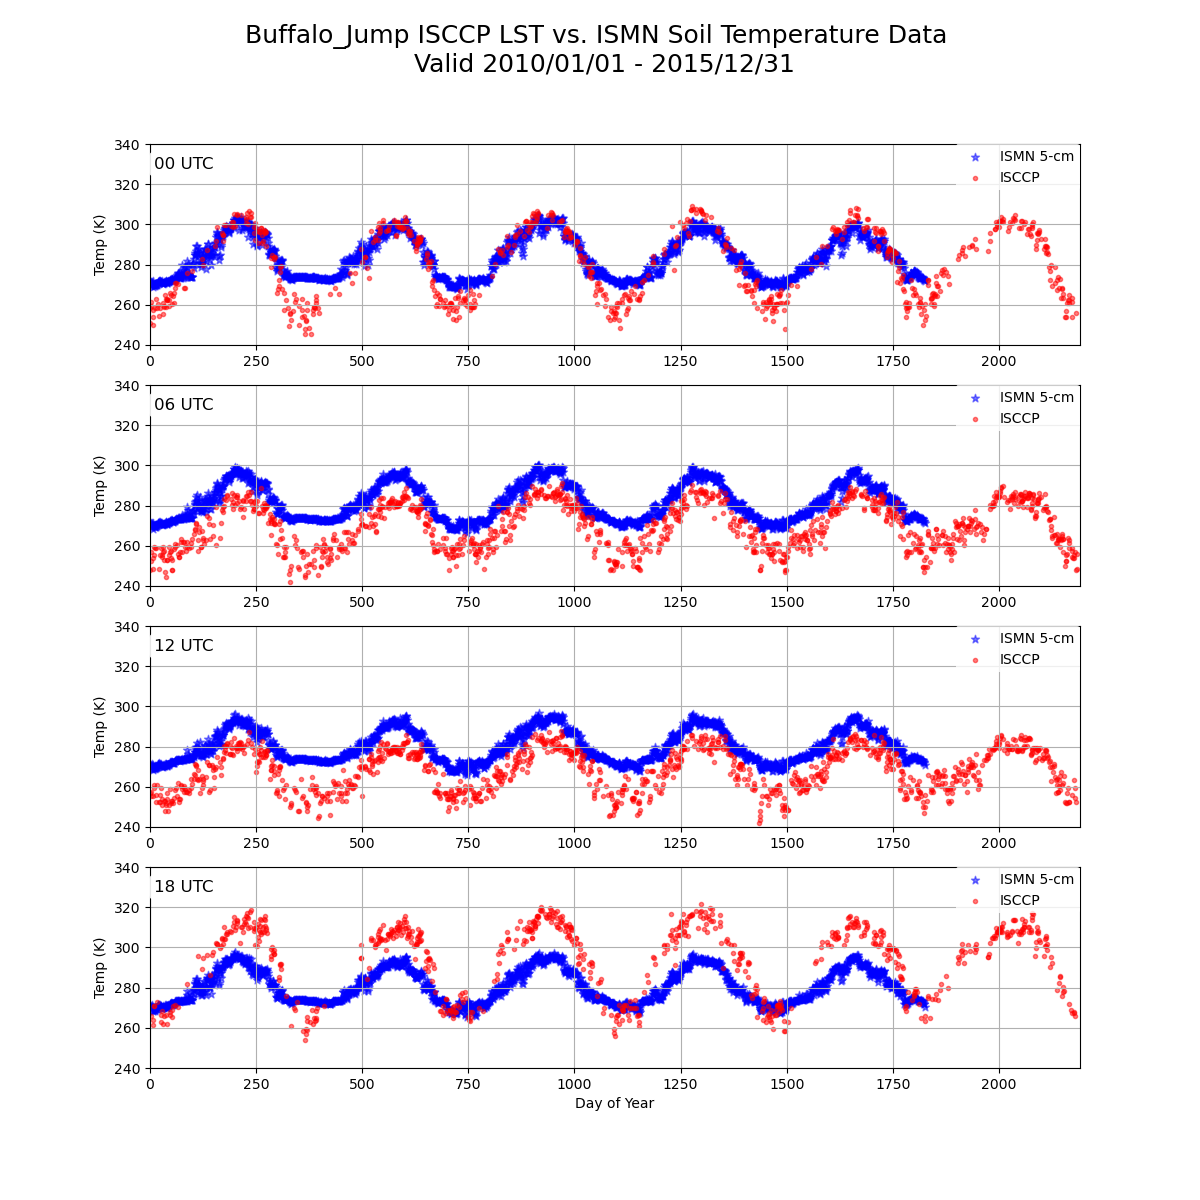 Buffalo_Jump ISCCP LST vs. ISMN Soil Temperature Data
Valid 2010/01/01 - 2015/12/31
340
320
300
280
260
240
Temp (K)
00 UTC
ISMN 5-cm
ISCCP
0 250 500 750 1000 1250 1500 1750 2000
340
320
300
280
260
240
Temp (K)
06 UTC
ISMN 5-cm
ISCCP
0 250 500 750 1000 1250 1500 1750 2000
340
320
300
280
260
240
Temp (K)
12 UTC
ISMN 5-cm
ISCCP
0 250 500 750 1000 1250 1500 1750 2000
340
320
300
280
260
240
Temp (K)
18 UTC
ISMN 5-cm
ISCCP
0 250 500 750 1000 1250 1500 1750 2000
Day of Year